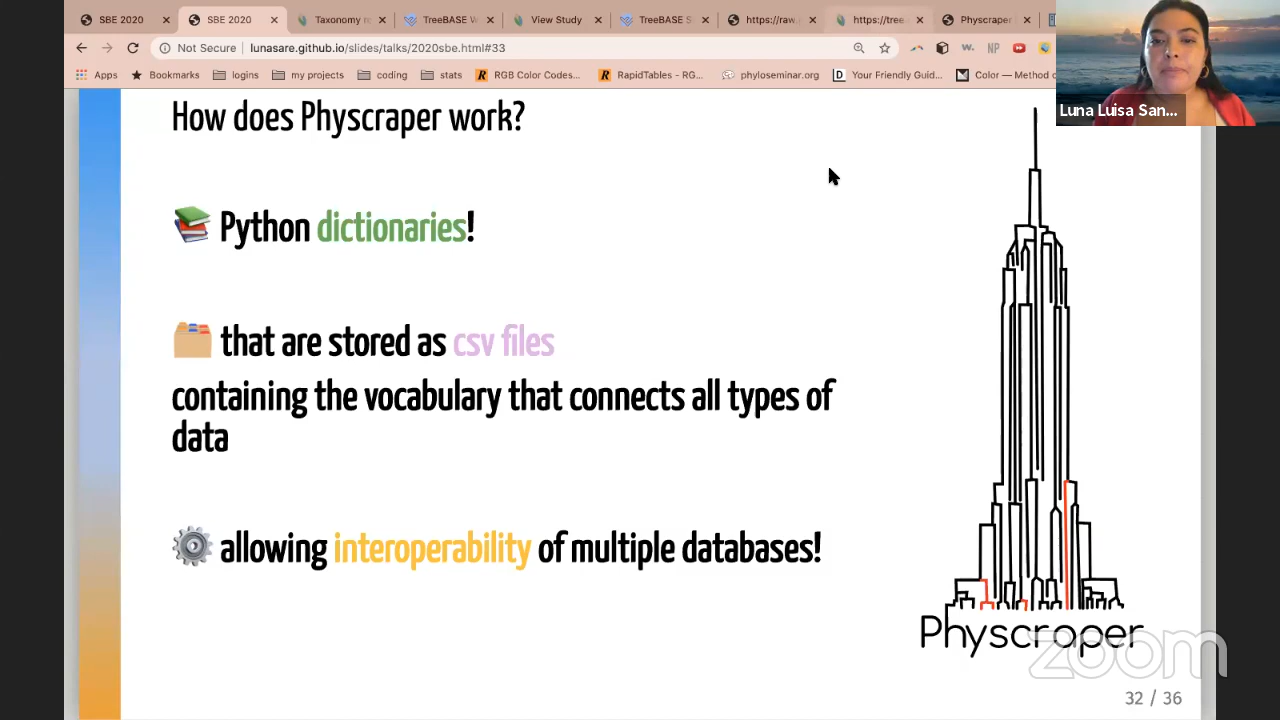 SBE 2020
SBE 2020
Taxonomy re
TreeBASE W
View Study
TreeBASE S
https://raw.
https://tree
Physcraper
Not Secure
lunasare.github.io/slides/talks/2020sbe.html#33
Apps
Bookmarks
logins
my projects
coding
stats
RGB Color Codes...
RapidTables - RG...
phyloseminar.org
Your Friendly Guid...
Color — Method o
Luna Luisa San...
How does Physcraper work?
Python dictionaries!
that are stored as csv files
containing the vocabulary that connects all types of
data
allowing interoperability of multiple databases!
Physcraper
zoom
32 / 36